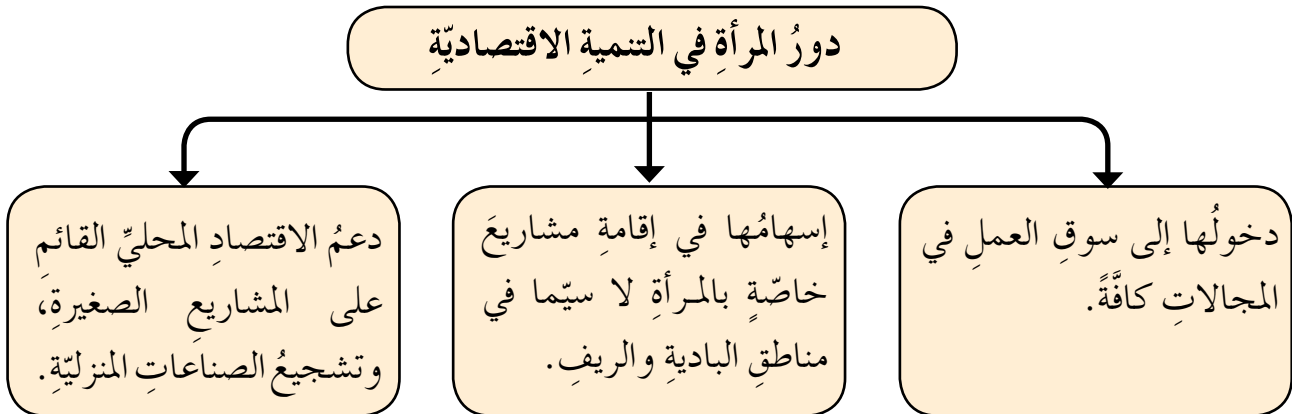 دورُ المرأةِ في التنميةِ الاقتصاديّةِ
دخولُها إلى سوقِ العملِ في
المجالاتِ كافَّةً.
إسهامُها في إقامةِ مشاريعَ
خاصّةٍ بالمـرأةِ لا سيّما في
مناطقِ الباديةِ والريفِ.
دعمُ الاقتصادِ المحليِّ القائمِ
على المشاريعِ الصغيرةِ،
وتشجيعُ الصناعاتِ المنزليّةِ.